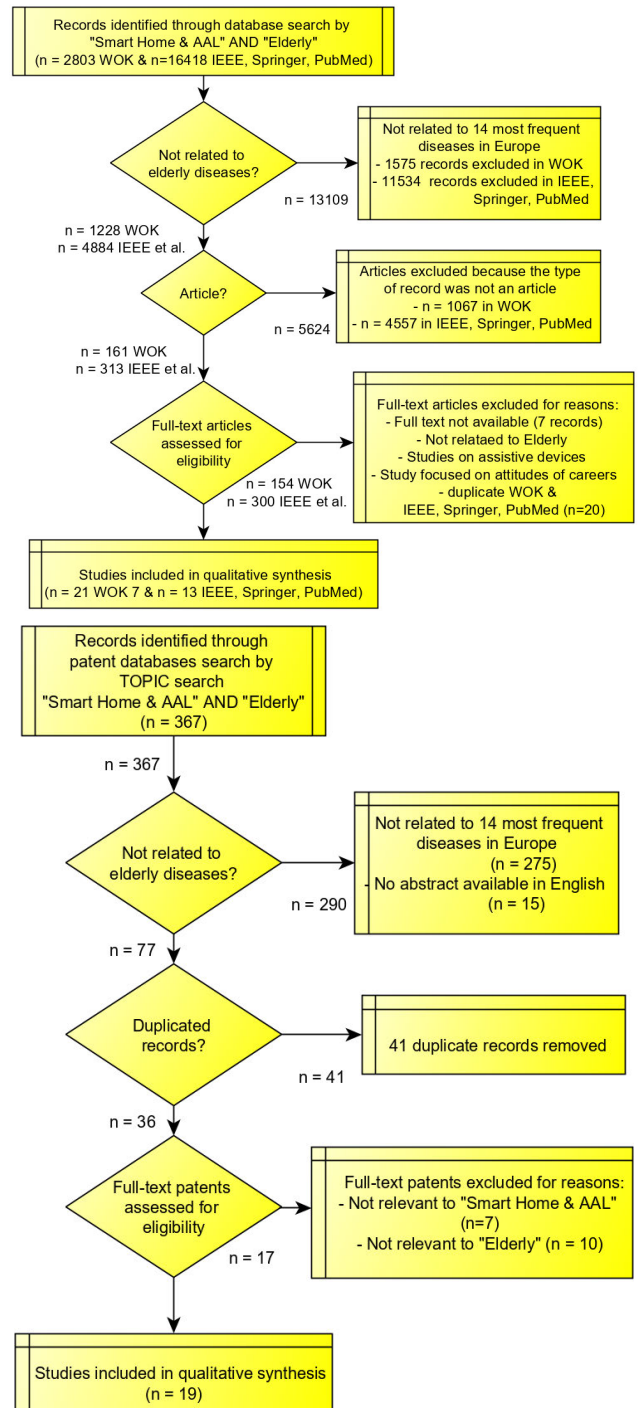 Records identified through database search by
"Smart Home & AAL" AND "Elderly"
(n = 2803 WOK & n=16418 IEEE, Springer, PubMed)
Not related to
elderly diseases?
n = 13109
Not related to 14 most frequent
diseases in Europe
- 1575 records excluded in WOK
- 11534 records excluded in IEEE,
Springer, PubMed
n = 1228 WOK
n = 4884 IEEE et al.
Article?
n = 5624
Articles excluded because the type
of record was not an article
- n = 1067 in WOK
- n = 4557 in IEEE, Springer, PubMed
n = 161 WOK
n = 313 IEEE et al.
Full-text articles
assessed for
eligibility
n = 154 WOK
n = 300 IEEE et al.
Full-text articles excluded for reasons:
- Full text not available (7 records)
- Not relataed to Elderly
- Studies on assistive devices
- Study focused on attitudes of careers
- duplicate WOK &
IEEE, Springer, PubMed (n=20)
Studies included in qualitative synthesis
(n = 21 WOK 7 & n = 13 IEEE, Springer, PubMed)
Records identified through
patent databases search by
TOPIC search
"Smart Home & AAL" AND "Elderly"
(n = 367)
n = 367
Not related to
elderly diseases?
n = 290
Not related to 14 most frequent
diseases in Europe
(n = 275)
- No abstract available in English
(n = 15)
n = 77
Duplicated
records?
n = 41
41 duplicate records removed
n = 36
Full-text patents
assessed for
eligibility
n = 17
Full-text patents excluded for reasons:
- Not relevant to "Smart Home & AAL"
(n=7)
- Not relevant to "Elderly" (n = 10)
Studies included in qualitative synthesis
(n = 19)